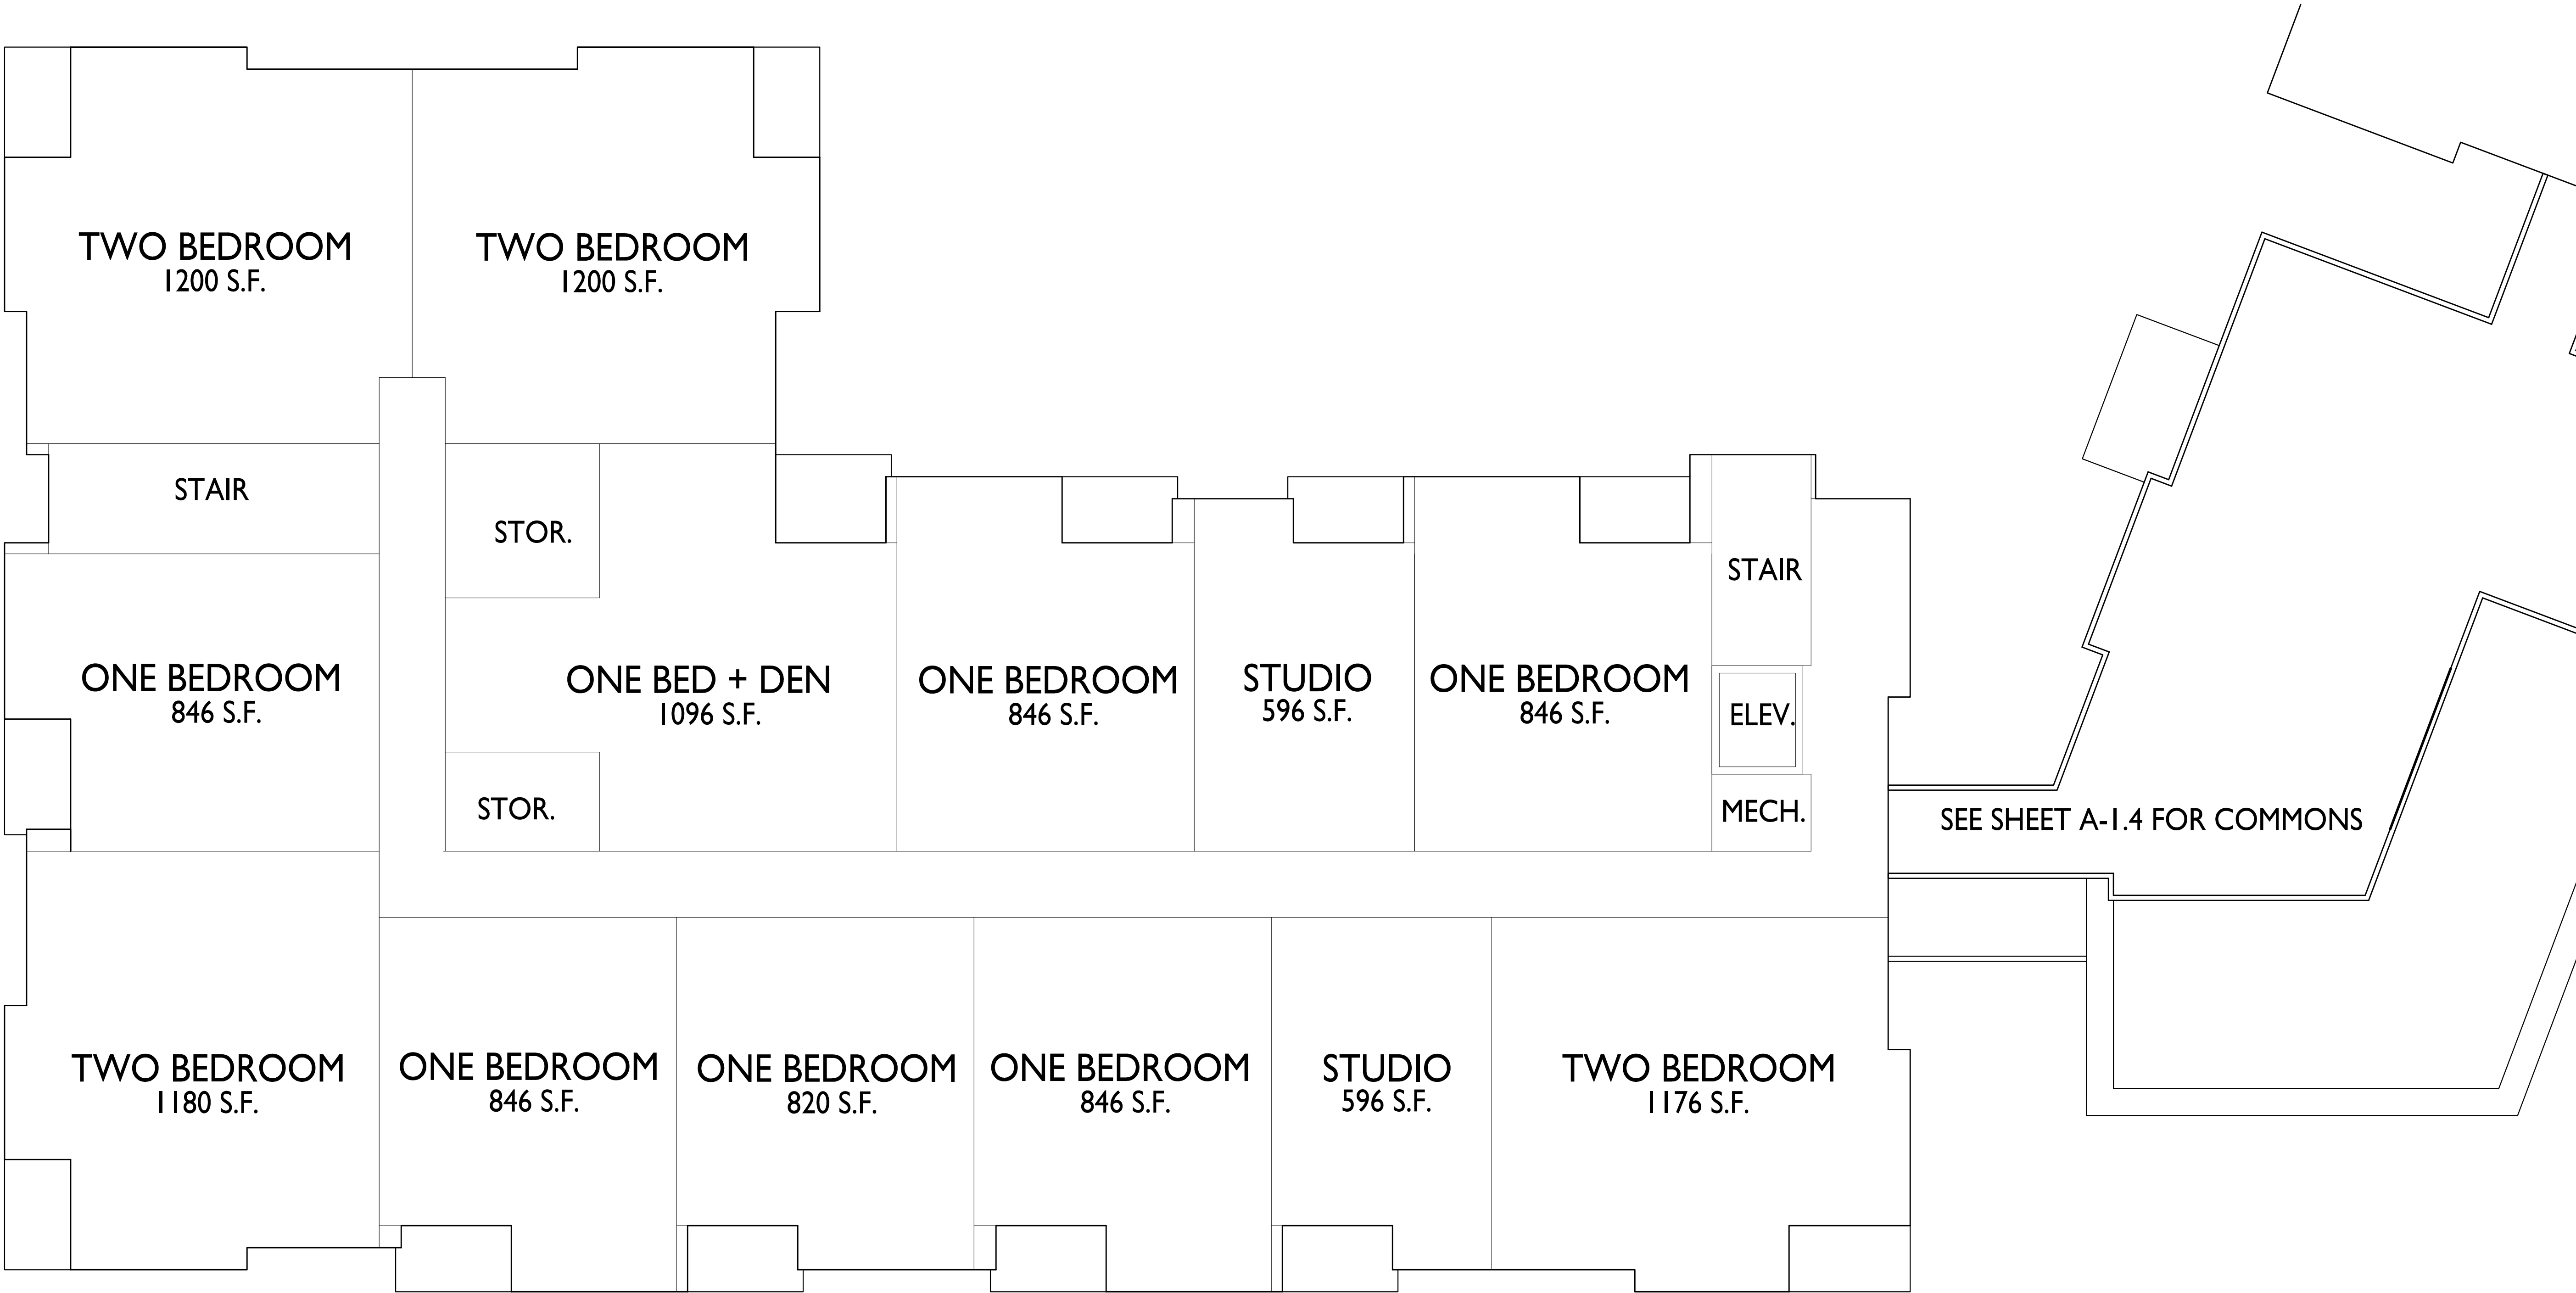 TWO BEDROOM
1200 S.F.
TWO BEDROOM
1200 S.F.
STAIR
STOR.
STAIR
ONE BEDROOM
846 S.F.
ONE BED + DEN
1096 S.F.
ONE BEDROOM
846 S.F.
STUDIO
596 S.F.
ONE BEDROOM
846 S.F.
ELEV.
STOR.
MECH.
SEE SHEET A-1.4 FOR COMMONS
TWO BEDROOM
1180 S.F.
ONE BEDROOM
846 S.F.
ONE BEDROOM
820 S.F.
ONE BEDROOM
846 S.F.
STUDIO
596 S.F.
TWO BEDROOM
1176 S.F.